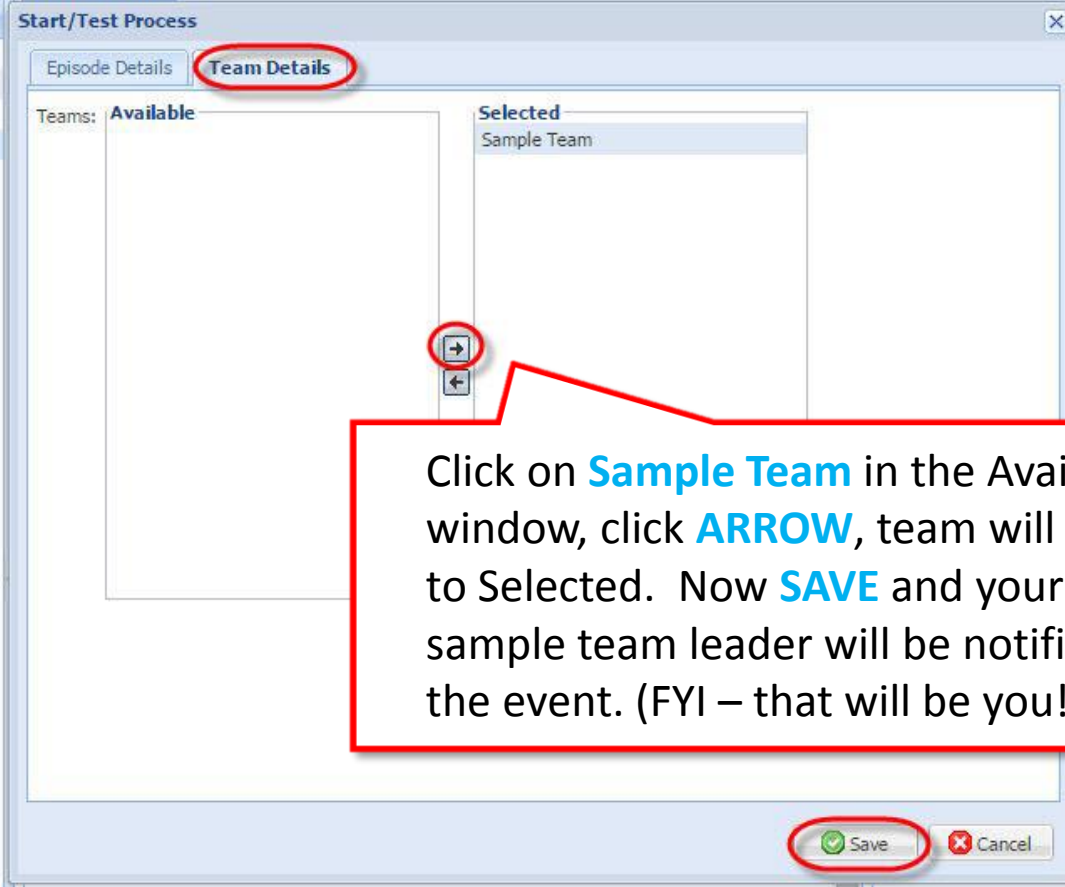 Start/Test Process
Episode Details Team Details
Teams: Available Selected
Sample Team
Click on Sample Team in the Avai
window, click ARROW, team will
to Selected. Now SAVE and your
sample team leader will be notifi
the event. (FYI – that will be you!
Save Cancel